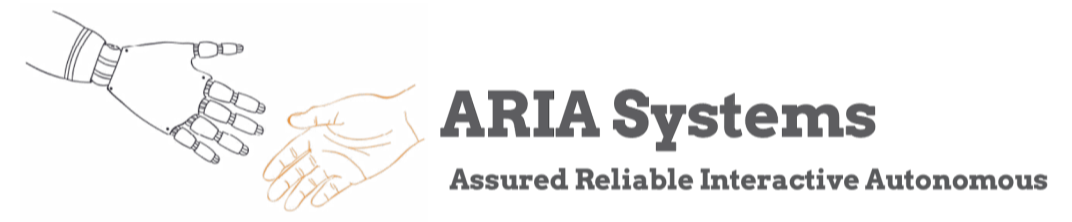 ARIA Systems
Assured Reliable Interactive Autonomous